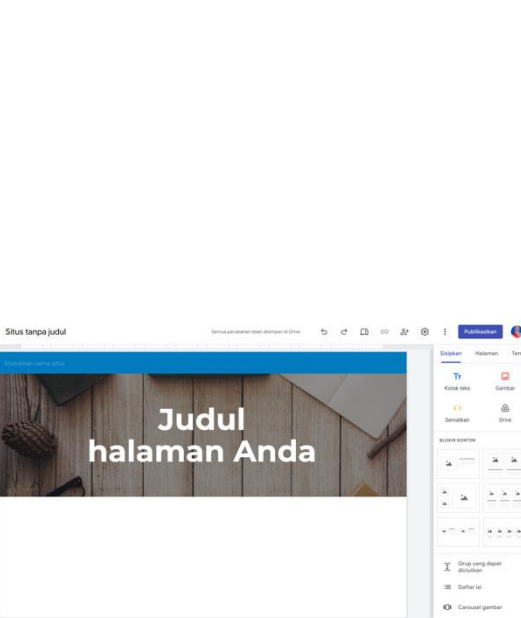 Situs tanpa judul
Semua perubahan telah disimpan di Drive
Publikasikan
Masukkan nama situs
Judul
halaman Anda
Sisipkan Halaman Tem
Tr
Kotak teks Gambar
Sematkan Drive
BLOKIR KONTEN
Grup yang dapat
diciutkan
Daftar isi
Carousel gambar